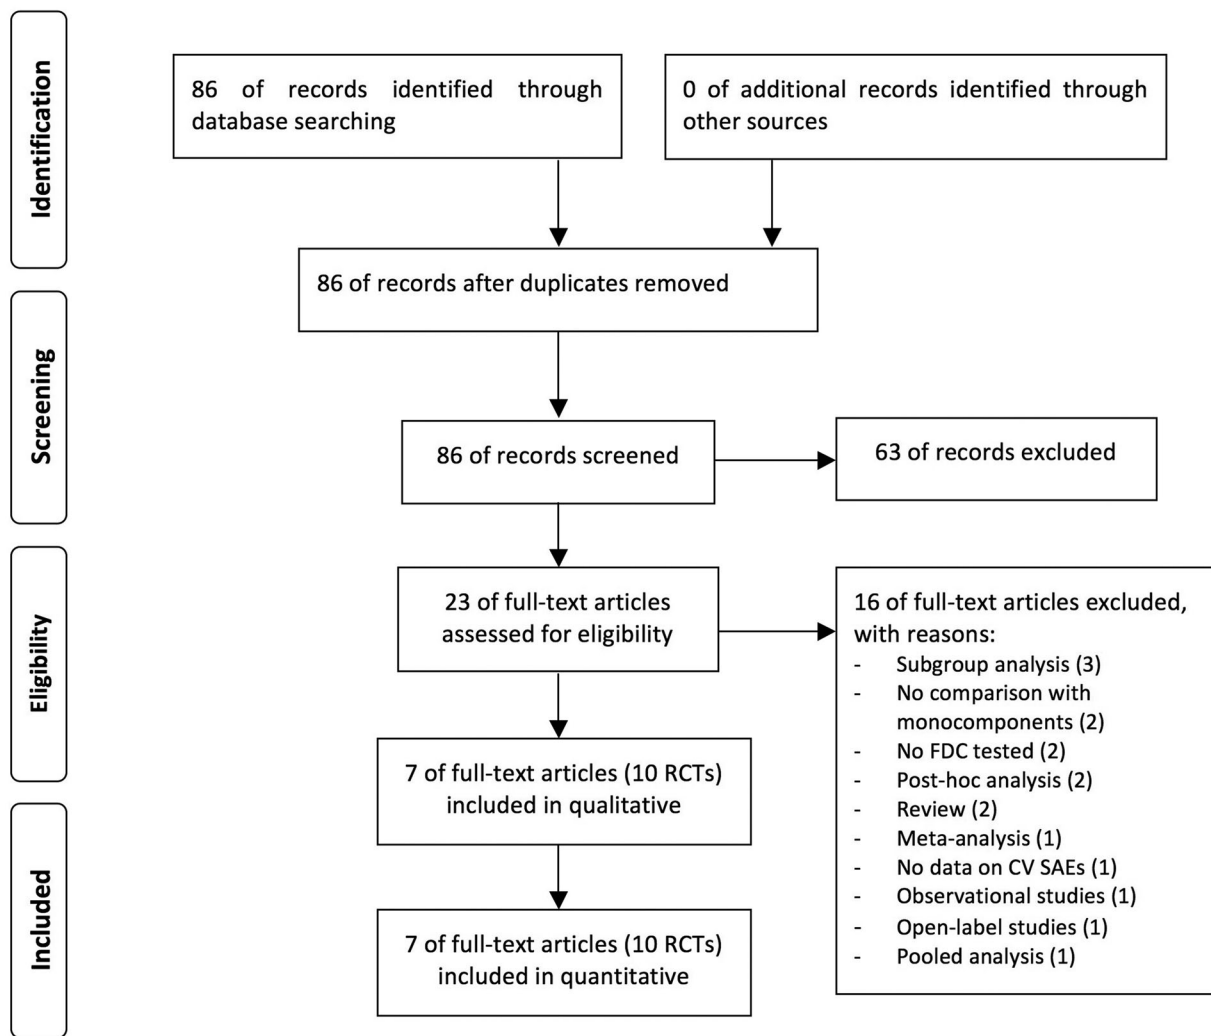 Identification
86 of records identified through
database searching
0 of additional records identified through
other sources
86 of records after duplicates removed
Screening
86 of records screened
63 of records excluded
Eligibility
23 of full-text articles
assessed for eligibility
16 of full-text articles excluded,
with reasons:
- Subgroup analysis (3)
- No comparison with
monocomponents (2)
- No FDC tested (2)
- Post-hoc analysis (2)
- Review (2)
- Meta-analysis (1)
- No data on CV SAEs (1)
- Observational studies (1)
- Open-label studies (1)
- Pooled analysis (1)
7 of full-text articles (10 RCTs)
included in qualitative
Included
7 of full-text articles (10 RCTs)
included in quantitative